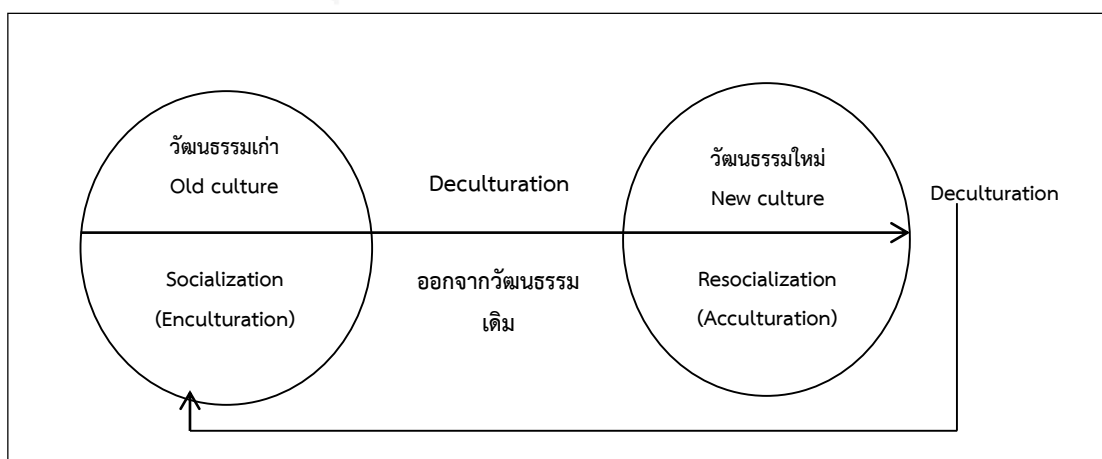 วัฒนธรรมเก่า
Old culture
Socialization
(Enculturation)
Deculturation
ออกจากวัฒนธรรม
เดิม
วัฒนธรรมใหม่
New culture
Resocialization
(Acculturation)
Deculturation